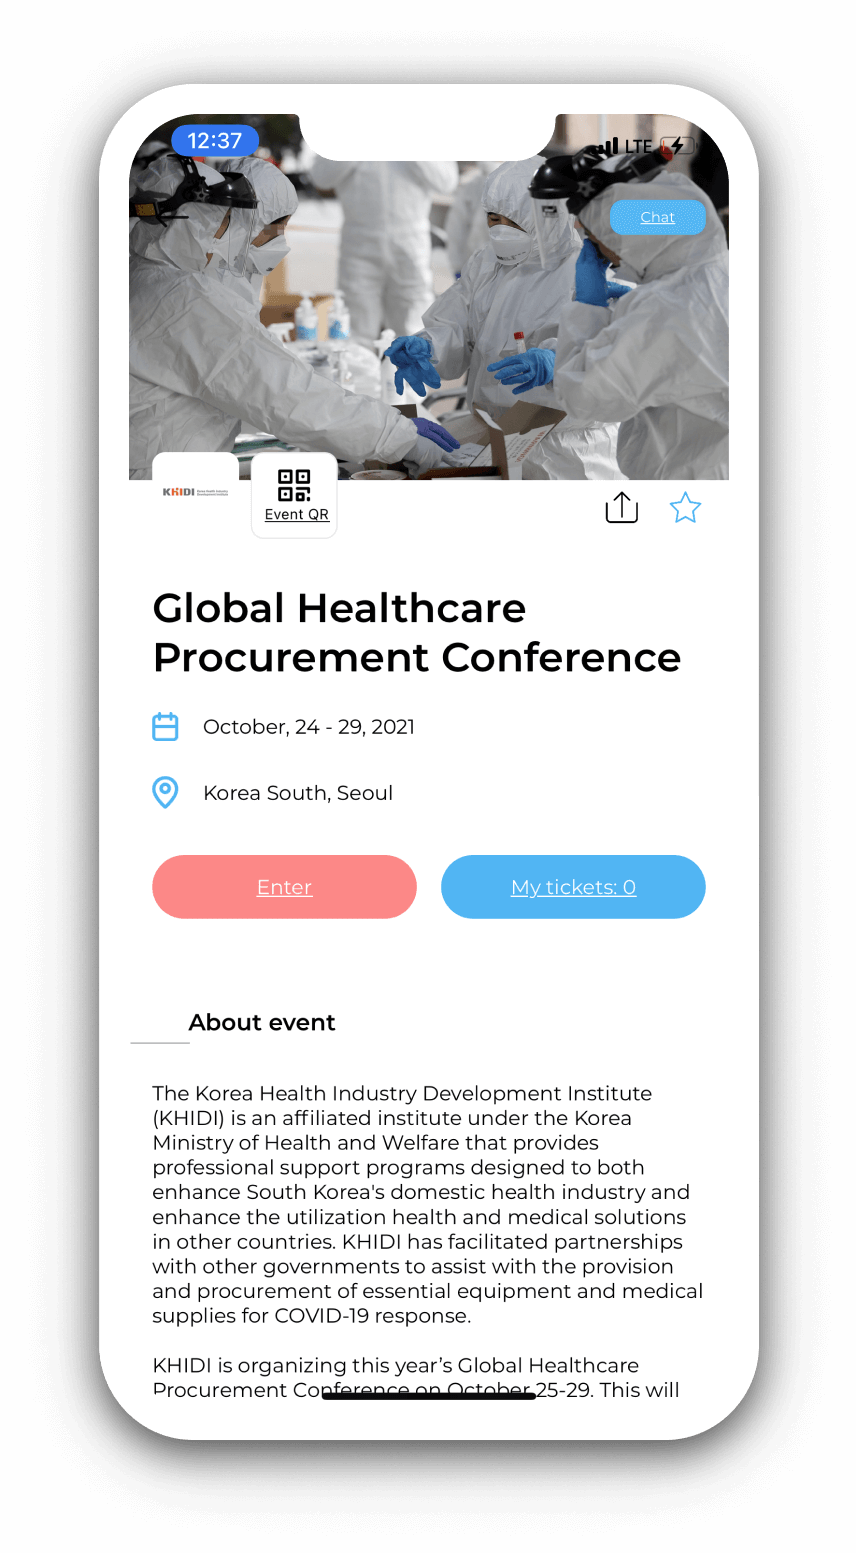 12:37
LTE
Chat
KHIDI Korea Health Industry
Development Institute
Event QR
Global Healthcare
Procurement Conference
October, 24 - 29, 2021
Korea South, Seoul
Enter
My tickets: 0
About event
The Korea Health Industry Development Institute
(KHIDI) is an affiliated institute under the Korea
Ministry of Health and Welfare that provides
professional support programs designed to both
enhance South Korea's domestic health industry and
enhance the utilization health and medical solutions
in other countries. KHIDI has facilitated partnerships
with other governments to assist with the provision
and procurement of essential equipment and medical
supplies for COVID-19 response.
KHIDI is organizing this year’s Global Healthcare
Procurement Conference on October 25-29. This will